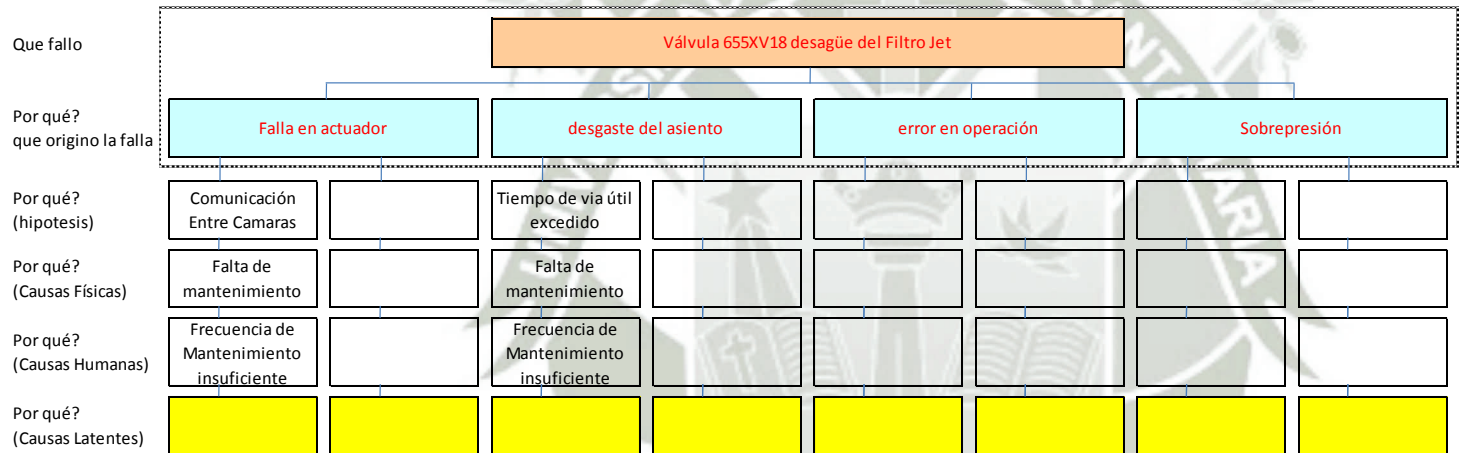 Que fallo
Válvula 655XV18 desagüe del Filtro Jet
Por qué?
que origino la falla
Falla en actuador
desgaste del asiento
error en operación
Sobrepresión
Por qué?
(hipotesis)
Comunicación
Entre Camaras
Tiempo de via útil
excedido
Por qué?
(Causas Físicas)
Falta de
mantenimiento
Falta de
mantenimiento
Por qué?
(Causas Humanas)
Frecuencia de
Mantenimiento
insuficiente
Frecuencia de
Mantenimiento
insuficiente
Por qué?
(Causas Latentes)